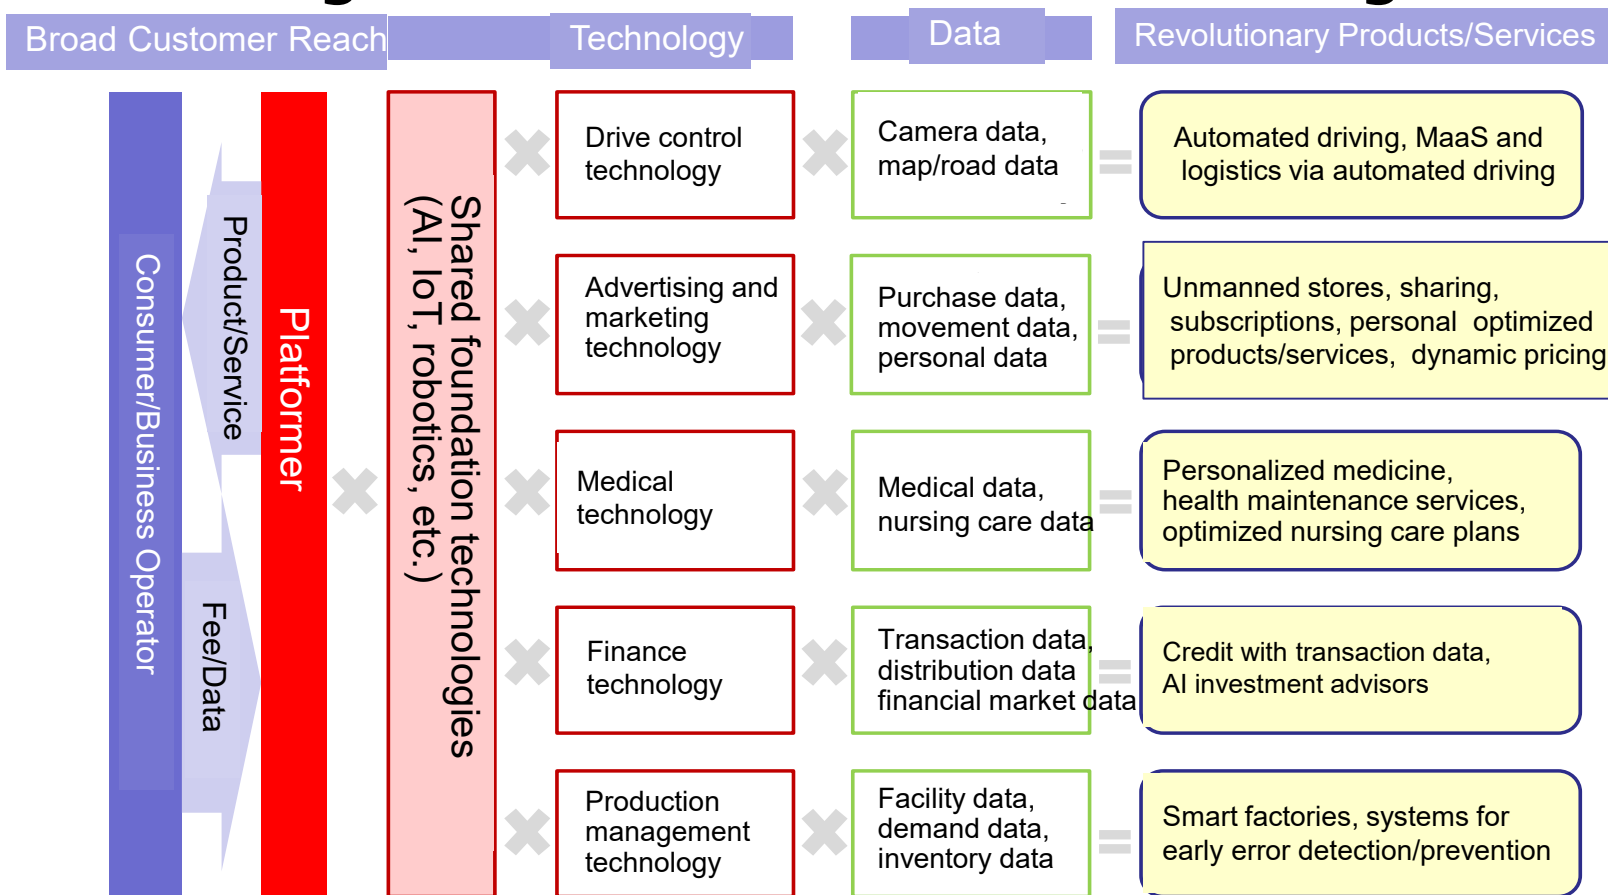 Broad Customer Reach
Technology
Data
Revolutionary Products/Services
Consumer/Business Operator
Product/Service
Fee/Data
Platformer
Shared foundation technologies
(AI, IoT, robotics, etc.)
Drive control
technology
Camera data,
map/road data
Automated driving, MaaS and
logistics via automated driving
Advertising and
marketing
technology
Purchase data,
movement data,
personal data
Unmanned stores, sharing,
subscriptions, personal optimized
products/services, dynamic pricing
Medical
technology
Medical data,
nursing care data
Personalized medicine,
health maintenance services,
optimized nursing care plans
Finance
technology
Transaction data,
distribution data
financial market data
Credit with transaction data,
AI investment advisors
Production
management
technology
Facility data,
demand data,
inventory data
Smart factories, systems for
early error detection/prevention